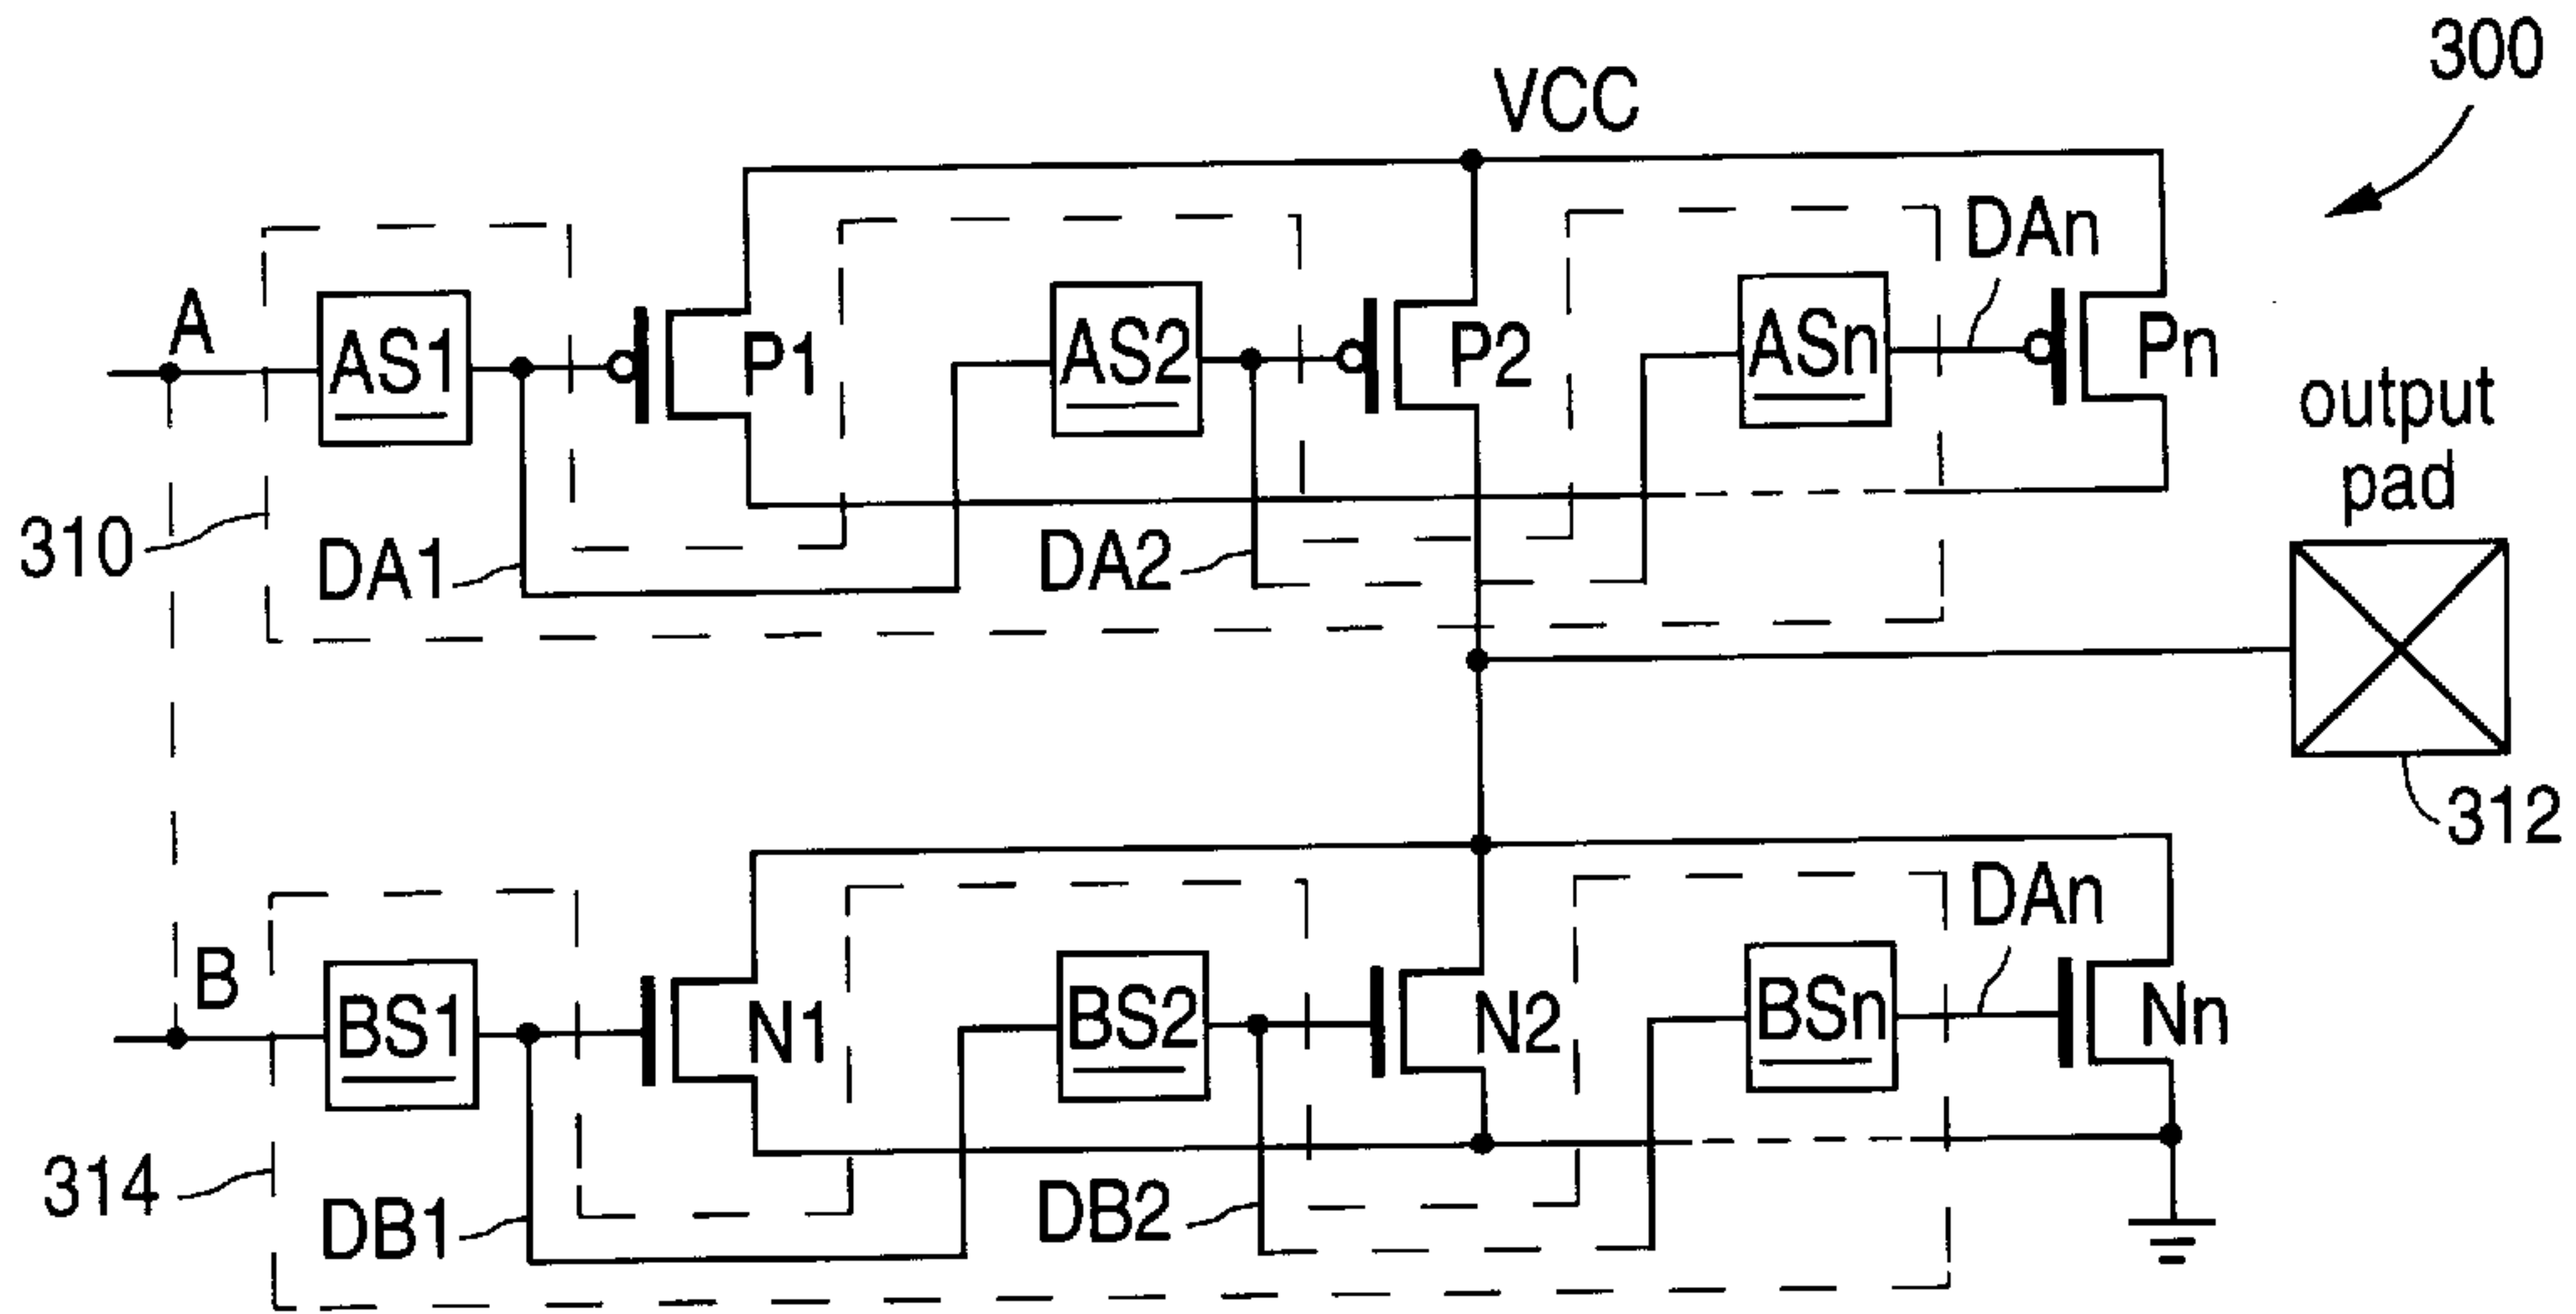 300
VCC
DAn
A
AS1
P1
AS2
P2
ASn
Pn
output
pad
310
DA1
DA2
312
DAn
B
BS1
N1
BS2
N2
BSn
Nn
314
DB1
DB2